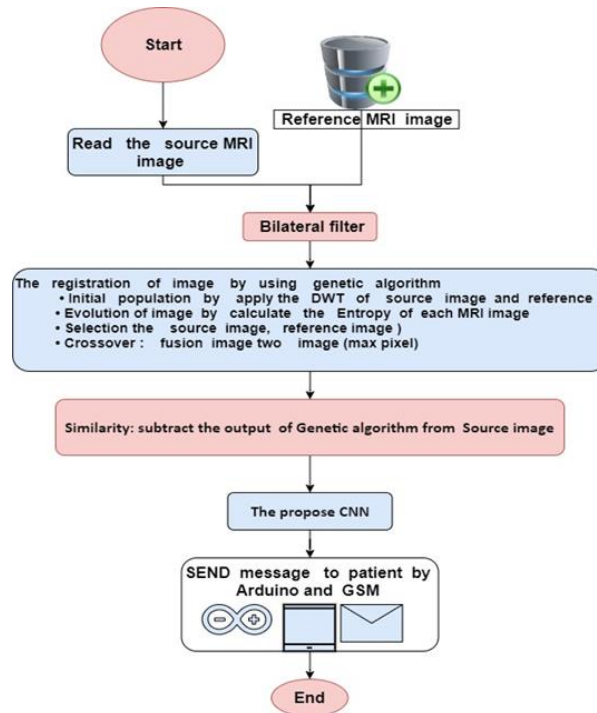 Start
Reference MRI image
Read the source MRI
image
Bilateral filter
The registration of image by using genetic algorithm
• Initial population by apply the DWT of source image and reference
• Evolution of image by calculate the Entropy of each MRI image
• Selection the source image, reference image )
• Crossover : fusion image two image (max pixel)
Similarity: subtract the output of Genetic algorithm from Source image
The propose CNN
SEND message to patient by
Arduino and GSM
End